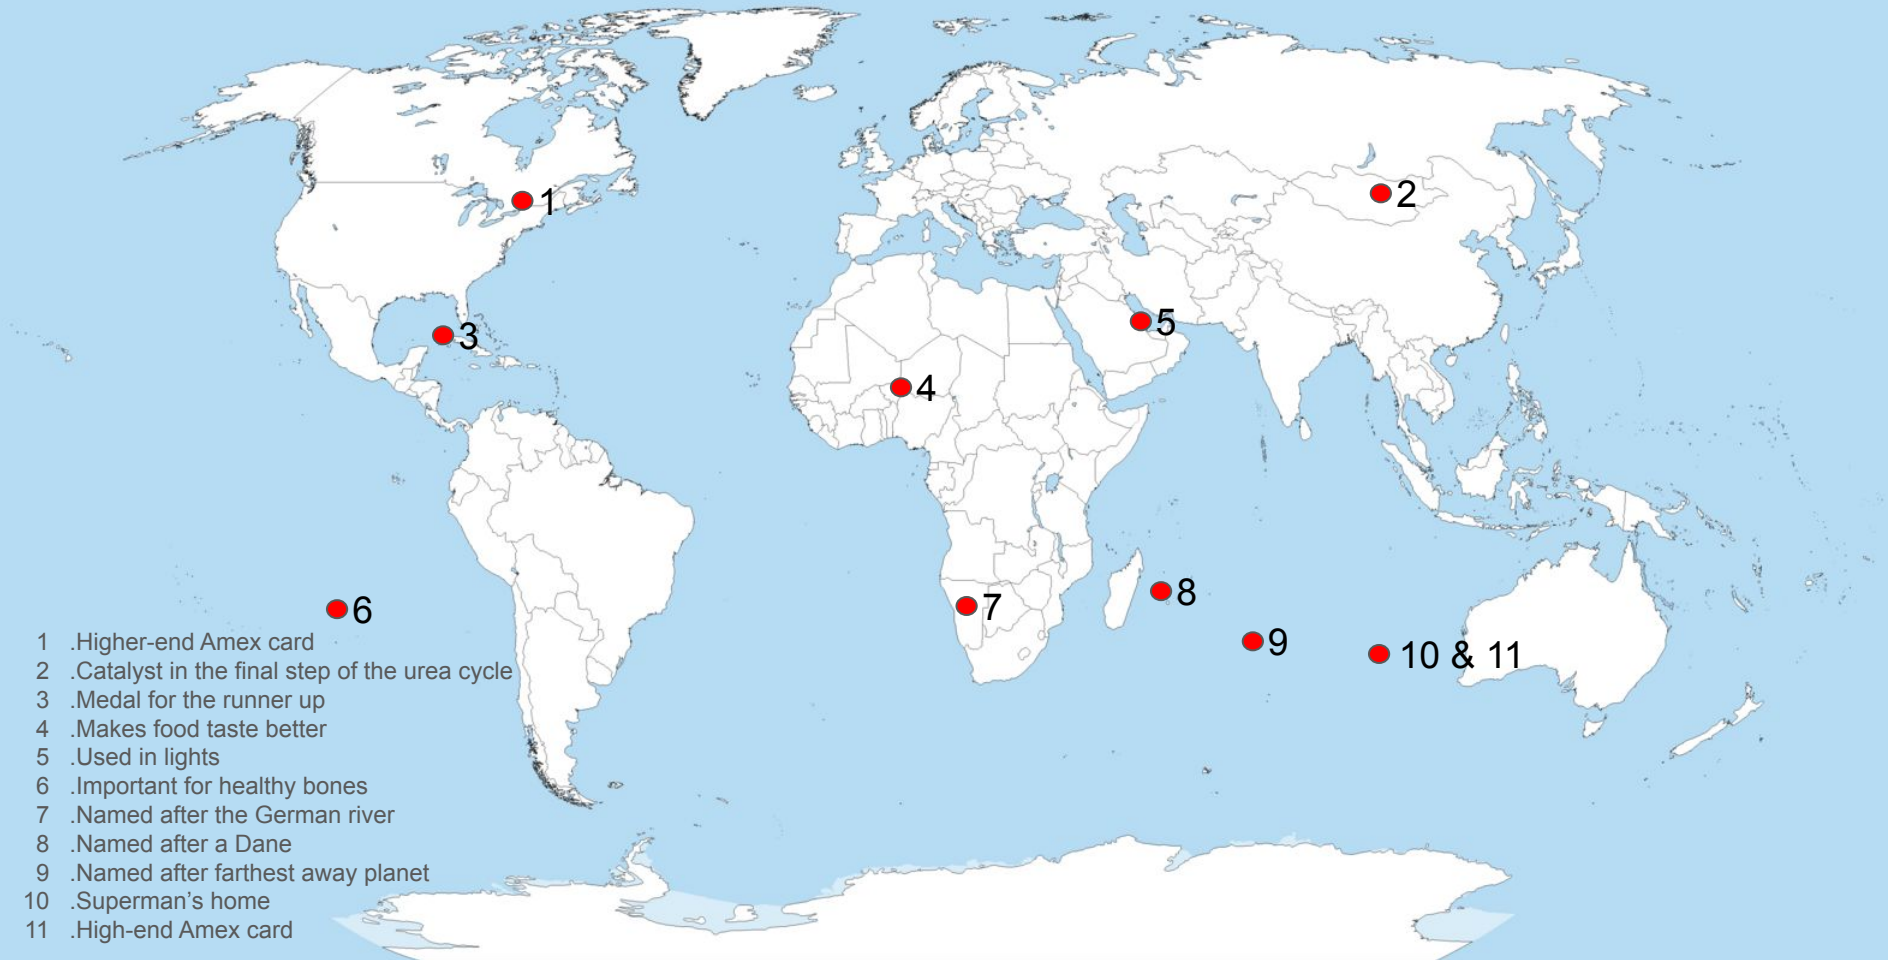 1
2
3
5
4
6
7
8
9
10 & 11
1 .Higher-end Amex card
2 .Catalyst in the final step of the urea cycle
3 .Medal for the runner up
4 .Makes food taste better
5 .Used in lights
6 .Important for healthy bones
7 .Named after the German river
8 .Named after a Dane
9 .Named after farthest away planet
10 .Superman's home
11 .High-end Amex card